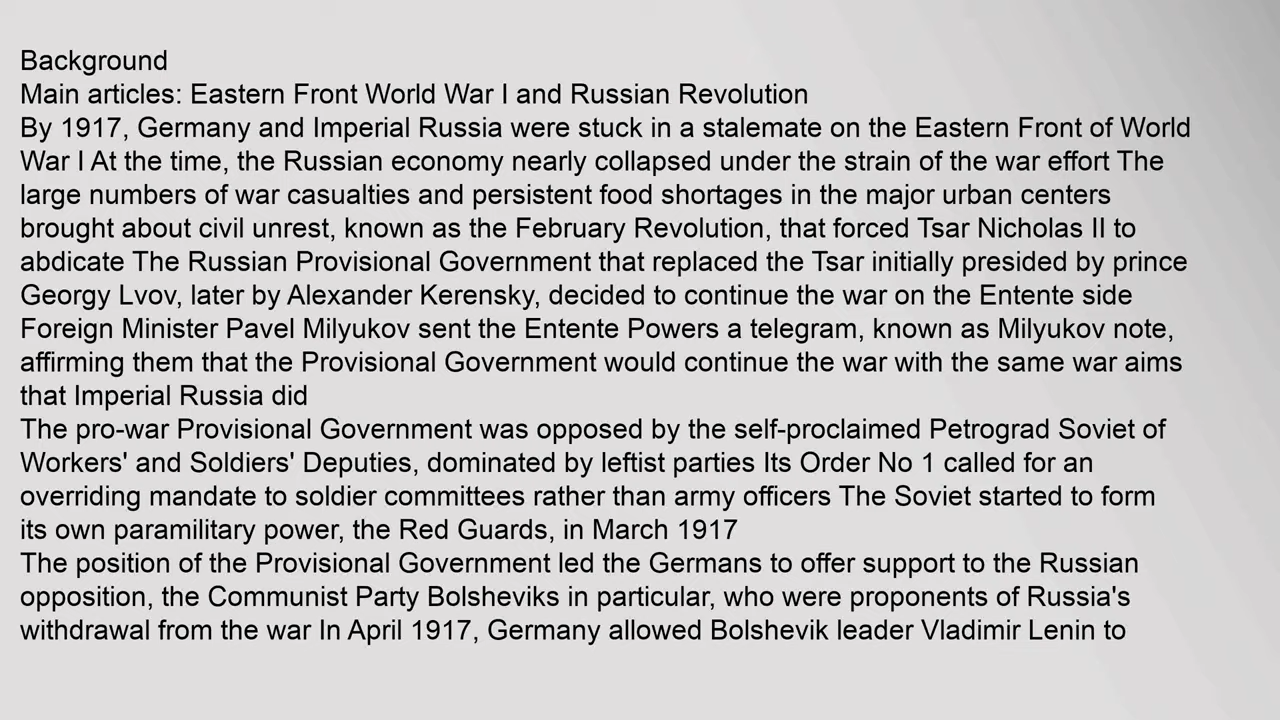 Background
Main articles: Eastern Front World War I and Russian Revolution
By 1917, Germany and Imperial Russia were stuck in a stalemate on the Eastern Front of World
War I At the time, the Russian economy nearly collapsed under the strain of the war effort The
large numbers of war casualties and persistent food shortages in the major urban centers
brought about civil unrest, known as the February Revolution, that forced Tsar Nicholas II to
abdicate The Russian Provisional Government that replaced the Tsar initially presided by prince
Georgy Lvov, later by Alexander Kerensky, decided to continue the war on the Entente side
Foreign Minister Pavel Milyukov sent the Entente Powers a telegram, known as Milyukov note,
affirming them that the Provisional Government would continue the war with the same war aims
that Imperial Russia did
The pro-war Provisional Government was opposed by the self-proclaimed Petrograd Soviet of
Workers' and Soldiers' Deputies, dominated by leftist parties Its Order No 1 called for an
overriding mandate to soldier committees rather than army officers The Soviet started to form
its own paramilitary power, the Red Guards, in March 1917
The position of the Provisional Government led the Germans to offer support to the Russian
opposition, the Communist Party Bolsheviks in particular, who were proponents of Russia's
withdrawal from the war In April 1917, Germany allowed Bolshevik leader Vladimir Lenin to